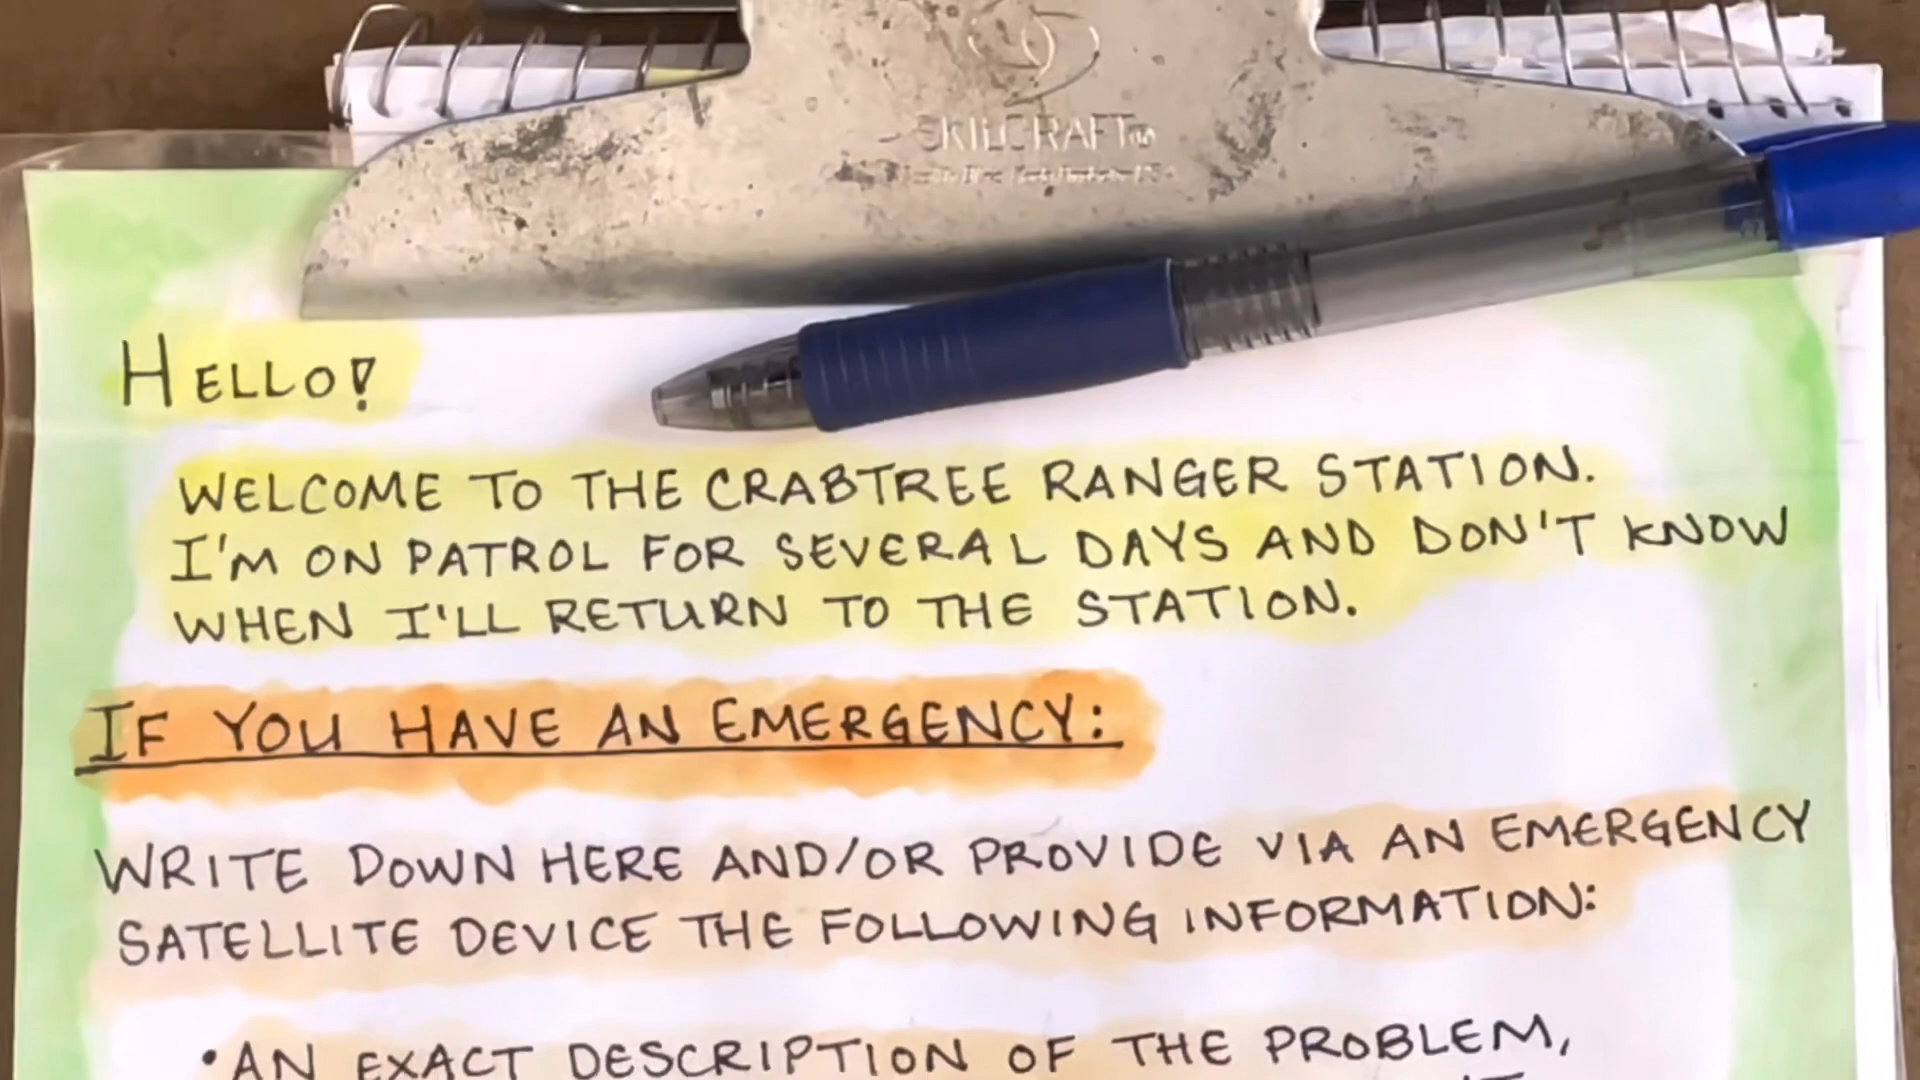 SKILCRAFT
HELLO!
WELCOME TO THE CRABTREE RANGER STATION.
I'M ON PATROL FOR SEVERAL DAYS AND DON'T KNOW
WHEN I'LL RETURN TO THE STATION.
IF YOU HAVE AN EMERGENCY:
WRITE DOWN HERE AND/OR PROVIDE VIA AN EMERGENCY
SATELLITE DEVICE THE FOLLOWING INFORMATION:
• AN EXACT DESCRIPTION OF THE PROBLEM,